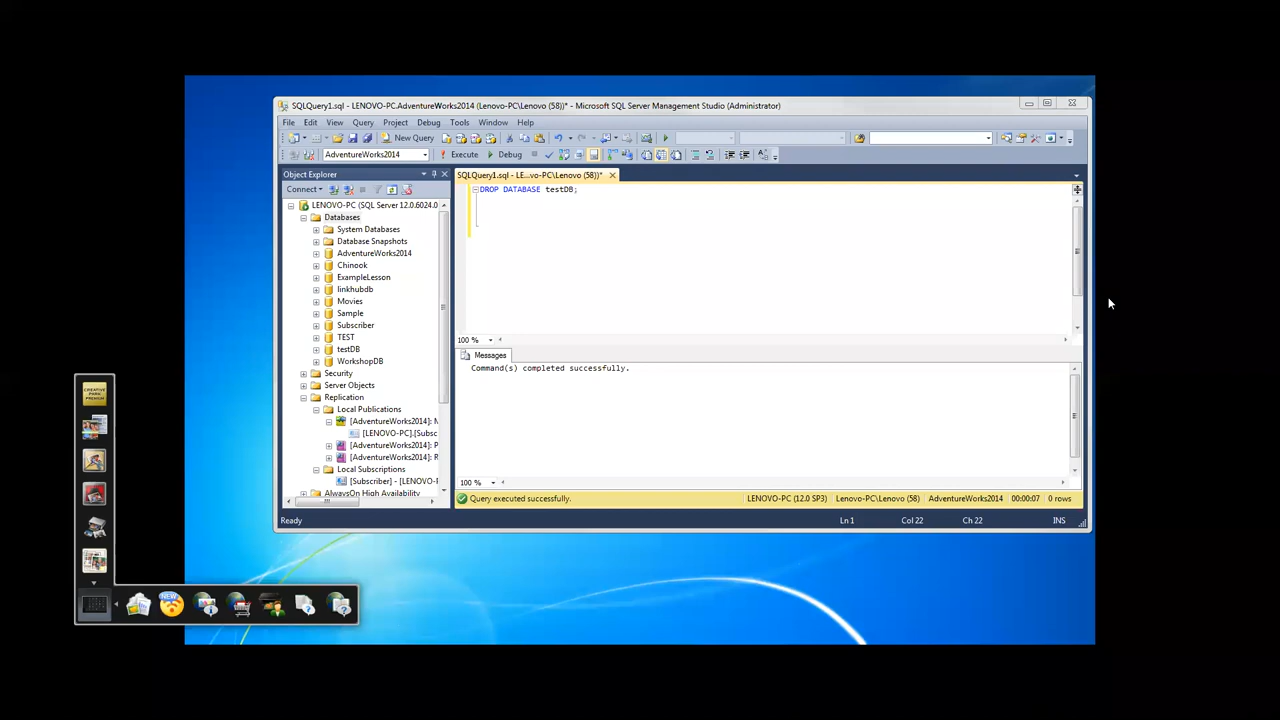 SQLQuery1.sql - LENOVO-PC.AdventureWorks2014 (Lenovo-PC\Lenovo (58))* - Microsoft SQL Server Management Studio (Administrator)
File Edit View Query Project Debug Tools Window Help
New Query
AdventureWorks2014 Execute Debug
Object Explorer
SQLQuery1.sql - LE...vo-PC\Lenovo (58))*
Connect
DROP DATABASE testDB;
LENOVO-PC (SQL Server 12.0.6024.0
Databases
System Databases
Database Snapshots
AdventureWorks2014
Chinook
ExampleLesson
linkhubdb
Movies
Sample
Subscriber
TEST
testDB
WorkshopDB
Security
Server Objects
Replication
Local Publications
[AdventureWorks2014]: M
[LENOVO-PC].[Subsc
[AdventureWorks2014]: P
[AdventureWorks2014]: R
Local Subscriptions
[Subscriber] - [LENOVO-F
AlwaysOn High Availability
100 %
Messages
Command(s) completed successfully.
100 %
Query executed successfully. LENOVO-PC (12.0 SP3) Lenovo-PC\Lenovo (58) AdventureWorks2014 00:00:07 0 rows
Ready Ln 1 Col 22 Ch 22 INS
CREATIVE
PARK
PREMIUM
NEW